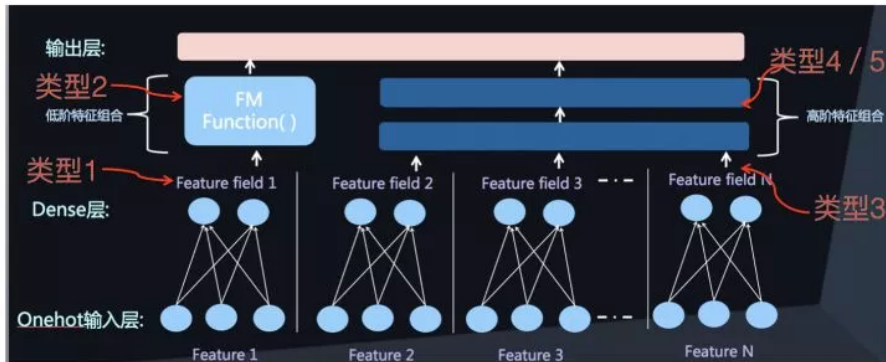 输出层:
类型2
低阶特征组合
FM
Function( )
类型4 / 5
高阶特征组合
类型1
Feature field 1
Feature field 2
Feature field 3
Feature field N
类型3
Dense层:
Onehot输入层:
Feature 1
Feature 2
Feature 3
Feature N